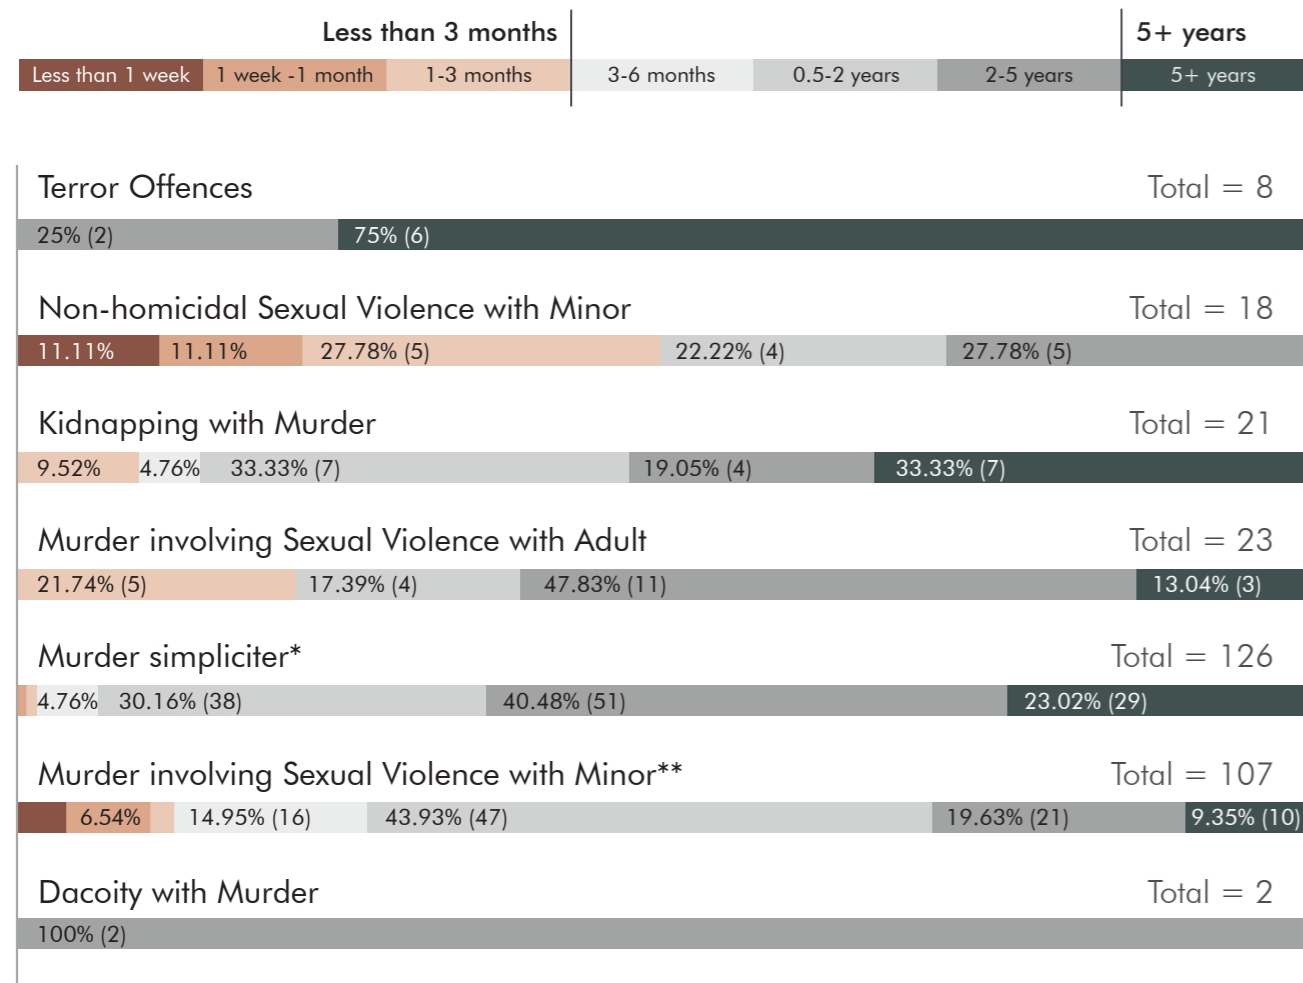 Less than 3 months 5+ years
Less than 1 week 1 week -1 month 1-3 months 3-6 months 0.5-2 years 2-5 years 5+ years
Terror Offences Total = 8
25% (2) 75% (6)
Non-homicidal Sexual Violence with Minor Total = 18
11.11% 11.11% 27.78% (5) 22.22% (4) 27.78% (5)
Kidnapping with Murder Total = 21
9.52% 4.76% 33.33% (7) 19.05% (4) 33.33% (7)
Murder involving Sexual Violence with Adult Total = 23
21.74% (5) 17.39% (4) 47.83% (11) 13.04% (3)
Murder simpliciter* Total = 126
4.76% 30.16% (38) 40.48% (51) 23.02% (29)
Murder involving Sexual Violence with Minor** Total = 107
6.54% 14.95% (16) 43.93% (47) 19.63% (21) 9.35% (10)
Dacoity with Murder Total = 2
100% (2)